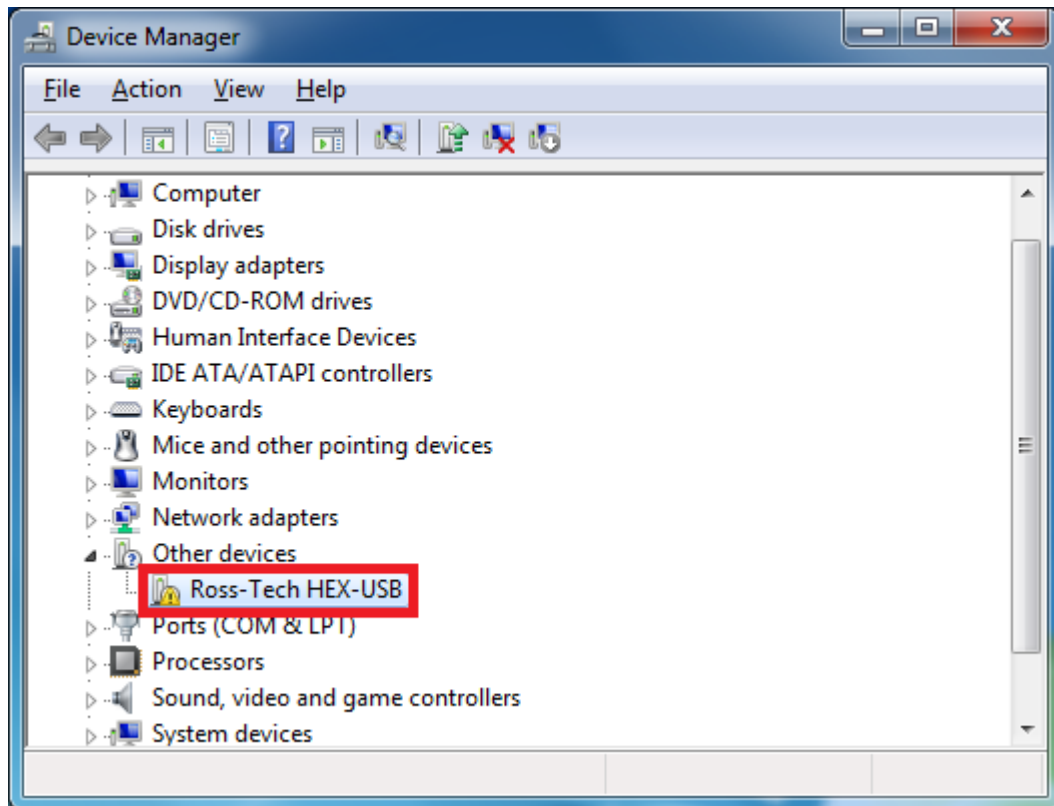 Device Manager
File Action View Help
Computer
Disk drives
Display adapters
DVD/CD-ROM drives
Human Interface Devices
IDE ATA/ATAPI controllers
Keyboards
Mice and other pointing devices
Monitors
Network adapters
Other devices
Ross-Tech HEX-USB
Ports (COM & LPT)
Processors
Sound, video and game controllers
System devices